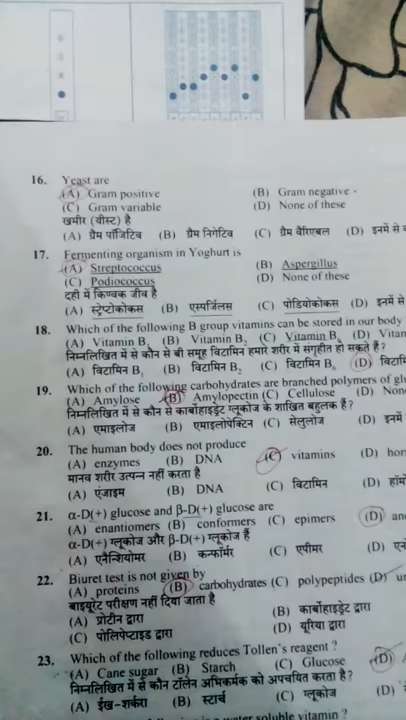 16. Yeast are
(A) Gram positive (B) Gram negative
(C) Gram variable (D) None of these
खमीर (यीस्ट) है
(A) ग्रैम पॉजिटिव (B) ग्रैम निगेटिव (C) ग्रैम वैरिएबल (D) इनमें से
17. Fermenting organism in Yoghurt is
(A) Streptococcus (B) Aspergillus
(C) Podiococcus (D) None of these
दही में किण्वक जीव है
(A) स्ट्रेप्टोकोकस (B) एस्पर्जिलस (C) पोडियोकोकस (D) इनमें से
18. Which of the following B group vitamins can be stored in our body
(A) Vitamin B₁ (B) Vitamin B₂ (C) Vitamin B₆ (D) Vitam
निम्नलिखित में से कौन से बी समूह विटामिन हमारे शरीर में संगृहीत हो सकते हैं?
(A) विटामिन B₁ (B) विटामिन B₂ (C) विटामिन B₆ (D)
19. Which of the following carbohydrates are branched polymers of
(A) Amylose (B) Amylopectin (C) Cellulose (D) Non
निम्नलिखित में से कौन से कार्बोहाइड्रेट ग्लूकोज के शाखित बहुलक हैं?
(A) एमाइलोज (B) एमाइलोपेक्टिन (C) सेलुलोज (D) इनमें
20. The human body does not produce
(A) enzymes (B) DNA (C) vitamins (D) hor
मानव शरीर उत्पन्न नहीं करता है
(A) एंजाइम (B) DNA (C) विटामिन (D)
21. α-D(+) glucose and β-D(+) glucose are
(A) enantiomers (B) conformers (C) epimers (D) an
α-D(+) ग्लूकोज और β-D(+) ग्लूकोज हैं
(A) एनैन्शियोमर (B) कन्फॉर्मर (C) एपीमर (D)
22. Biuret test is not given by
(A) proteins (B) carbohydrates (C) polypeptides (D) ur
बाइयूरेट परीक्षण नहीं दिया जाता है
(A) प्रोटीन द्वारा (B) कार्बोहाइड्रेट द्वारा
(C) पोलिपेप्टाइड द्वारा (D) यूरिया द्वारा
23. Which of the following reduces Tollen's reagent ?
(A) Cane sugar (B) Starch (C) Glucose (D)
निम्नलिखित में से कौन टॉलेन अभिकर्मक को अपचयित करता है?
(A) ईख-शर्करा (B) स्टार्च (C) ग्लूकोज (D)
soluble vitamin ?